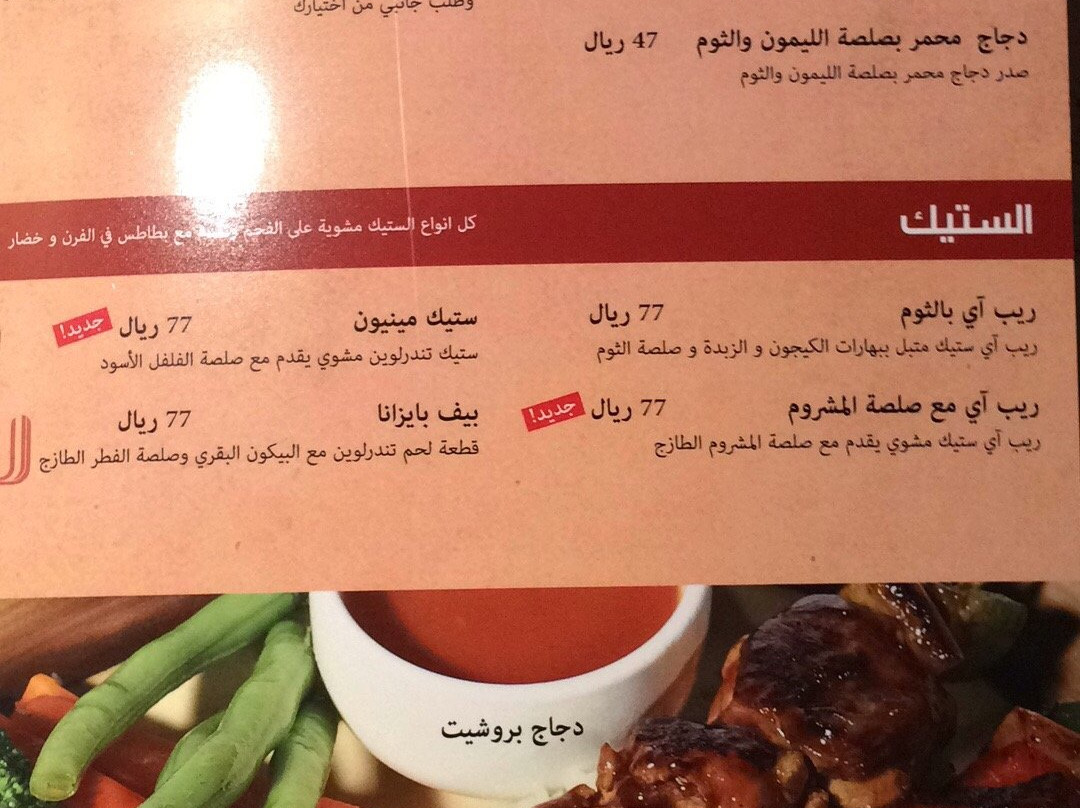 وطلب جانبي من اختيارك
دجاج محمر بصلصة الليمون والثوم 47 ريال
صدر دجاج محمر بصلصة الليمون والثوم
الستيك
كل انواع الستيك مشوية على الفحم مع بطاطس في الفرن و خضار
ريب آي بالثوم 77 ريال
ريب آي ستيك متبل ببهارات الكيجون و الزبدة و صلصة الثوم
ريب آي مع صلصة المشروم 77 ريال جديد!
ريب آي ستيك مشوي يقدم مع صلصة المشروم الطازج
ستيك مينيون 77 ريال جديد!
ستيك تندرلوين مشوي يقدم مع صلصة الفلفل الأسود
بيف بايزانا 77 ريال
قطعة لحم تندرلوين مع البيكون البقري وصلصة الفطر الطازج
دجاج بروشيت